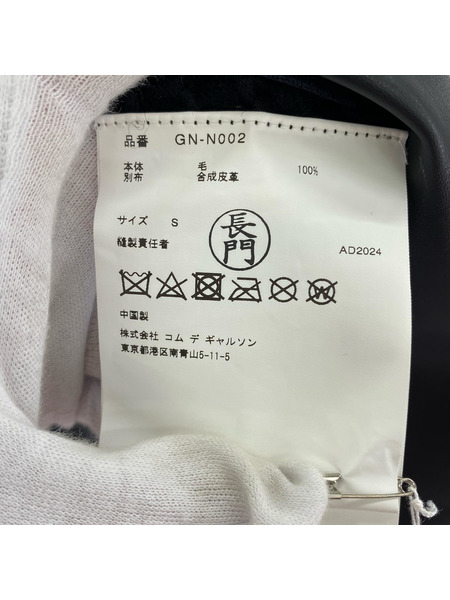 品番 GN-N002
本体 毛 100%
別布 合成皮革
サイズ S
長門
縫製責任者 AD2024
中国製
株式会社 コム デ ギャルソン
東京都港区南青山5-11-5